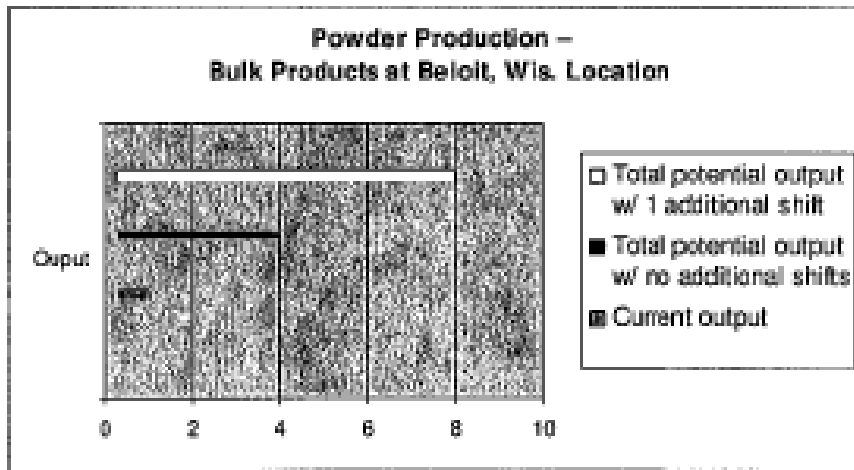 Powder Production –
Bulk Products at Beloit, Wis. Location
Total potential output
w/ 1 additional shift
Total potential output
w/ no additional shifts
Current output
Ouput
0 2 4 6 8 10